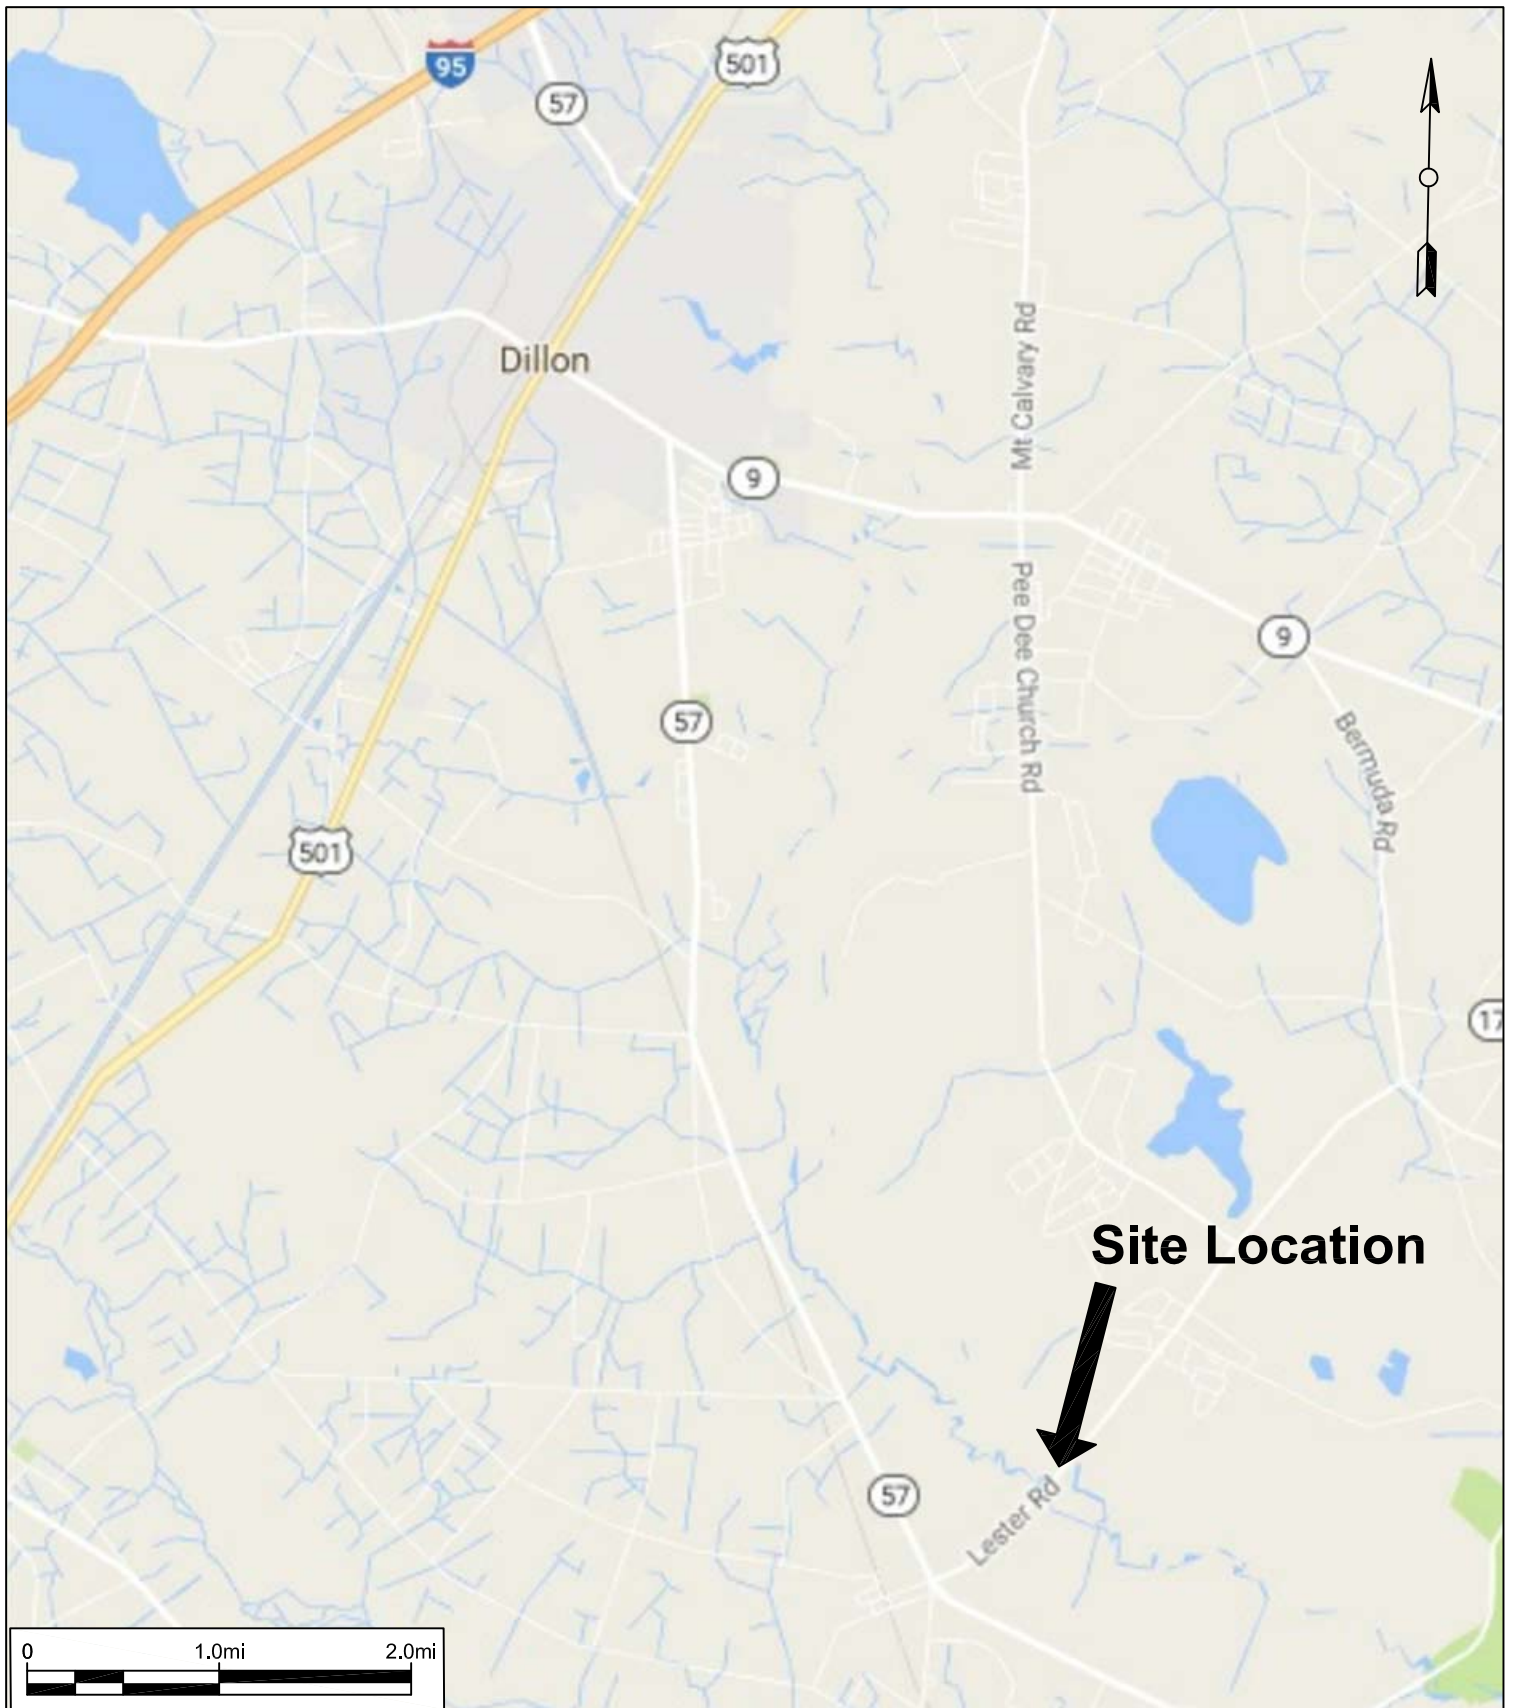 95
501
57
Mt Calvary Rd
Dillon
9
Pee Dee Church Rd
9
57
Bermuda Rd
501
17
Site Location
57
Lester Rd
0 1.0mi 2.0mi